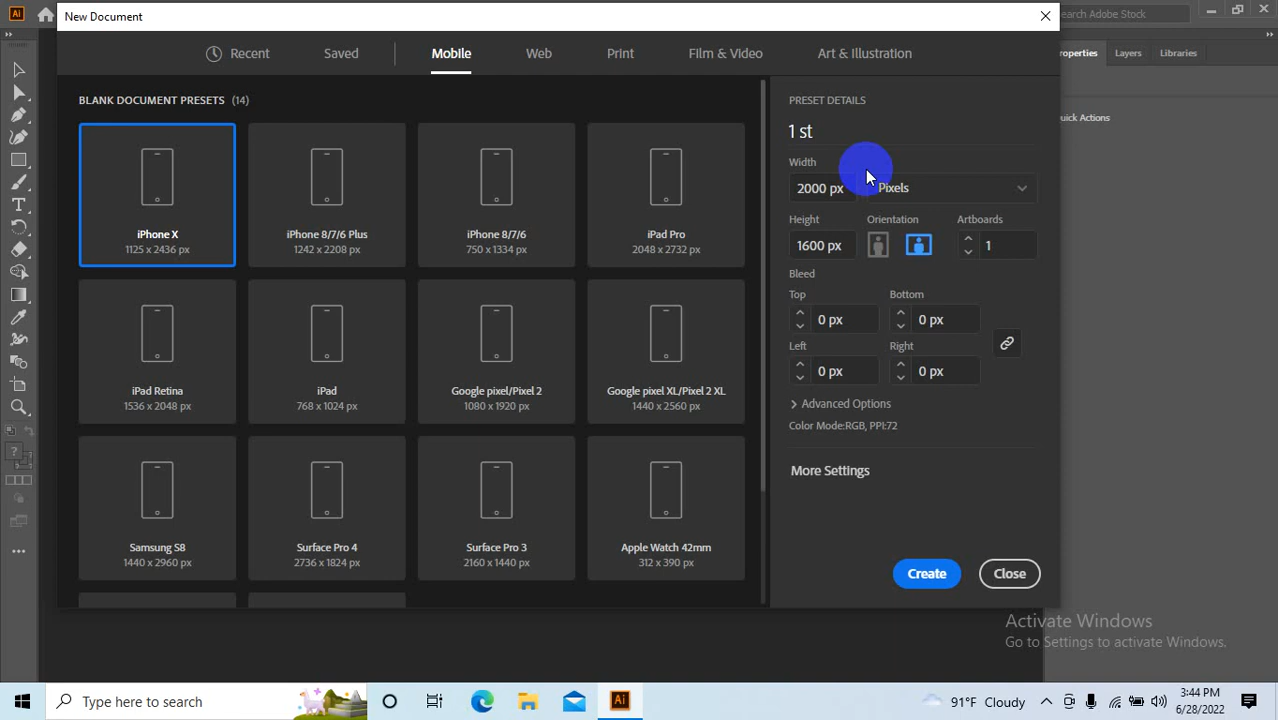 New Document
Search Adobe Stock
Recent
Saved
Mobile
Web
Print
Film & Video
Art & Illustration
Layers
Libraries
BLANK DOCUMENT PRESETS (14)
PRESET DETAILS
1 st
Width
2000 px
Pixels
Height
Orientation
Artboards
1600 px
1
Bleed
Top
Bottom
0 px
0 px
Left
Right
0 px
0 px
Advanced Options
Color Mode:RGB, PPI:72
More Settings
Create
Close
iPhone X
1125 x 2436 px
iPhone 8/7/6 Plus
1242 x 2208 px
iPhone 8/7/6
750 x 1334 px
iPad Pro
2048 x 2732 px
iPad Retina
1536 x 2048 px
iPad
768 x 1024 px
Google pixel/Pixel 2
1080 x 1920 px
Google pixel XL/Pixel 2 XL
1440 x 2560 px
Samsung S8
1440 x 2960 px
Surface Pro 4
2736 x 1824 px
Surface Pro 3
2160 x 1440 px
Apple Watch 42mm
312 x 390 px
Activate Windows
Go to Settings to activate Windows.
Ai
Type here to search
Ai
91°F Cloudy
3:44 PM
6/28/2022